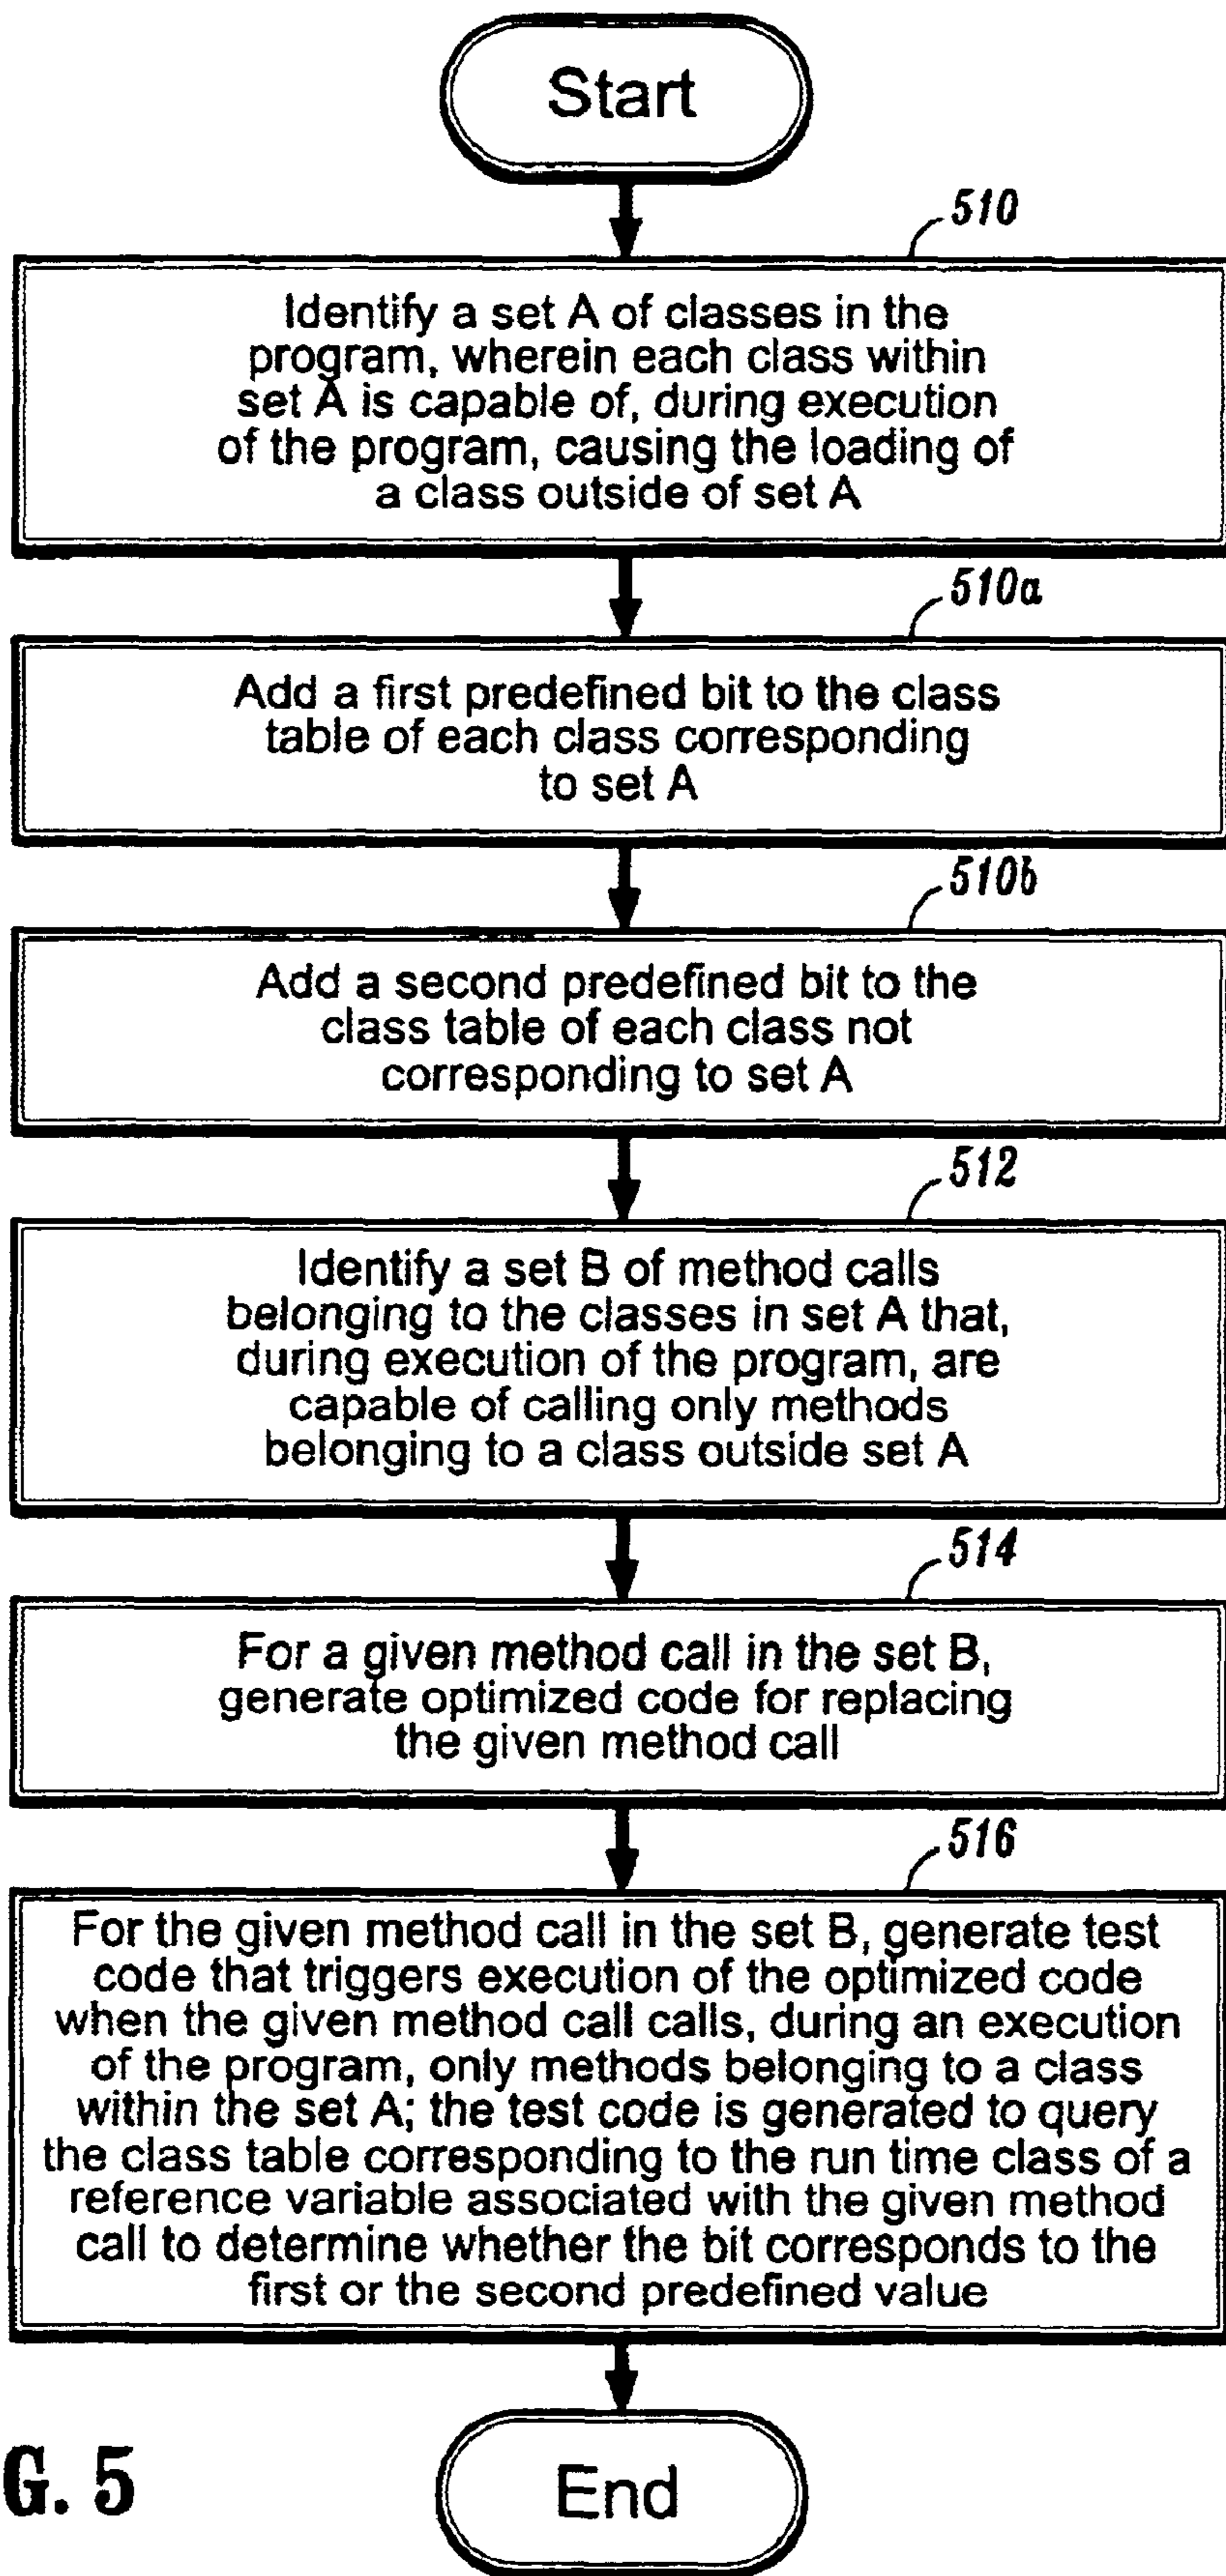 Start
510
Identify a set A of classes in the
program, wherein each class within
set A is capable of, during execution
of the program, causing the loading of
a class outside of set A
510a
Add a first predefined bit to the class
table of each class corresponding
to set A
510b
Add a second predefined bit to the
class table of each class not
corresponding to set A
512
Identify a set B of method calls
belonging to the classes in set A that,
during execution of the program, are
capable of calling only methods
belonging to a class outside set A
514
For a given method call in the set B,
generate optimized code for replacing
the given method call
516
For the given method call in the set B, generate test
code that triggers execution of the optimized code
when the given method call calls, during an execution
of the program, only methods belonging to a class
within the set A; the test code is generated to query
the class table corresponding to the run time class of a
reference variable associated with the given method
call to determine whether the bit corresponds to the
first or the second predefined value
End
G. 5